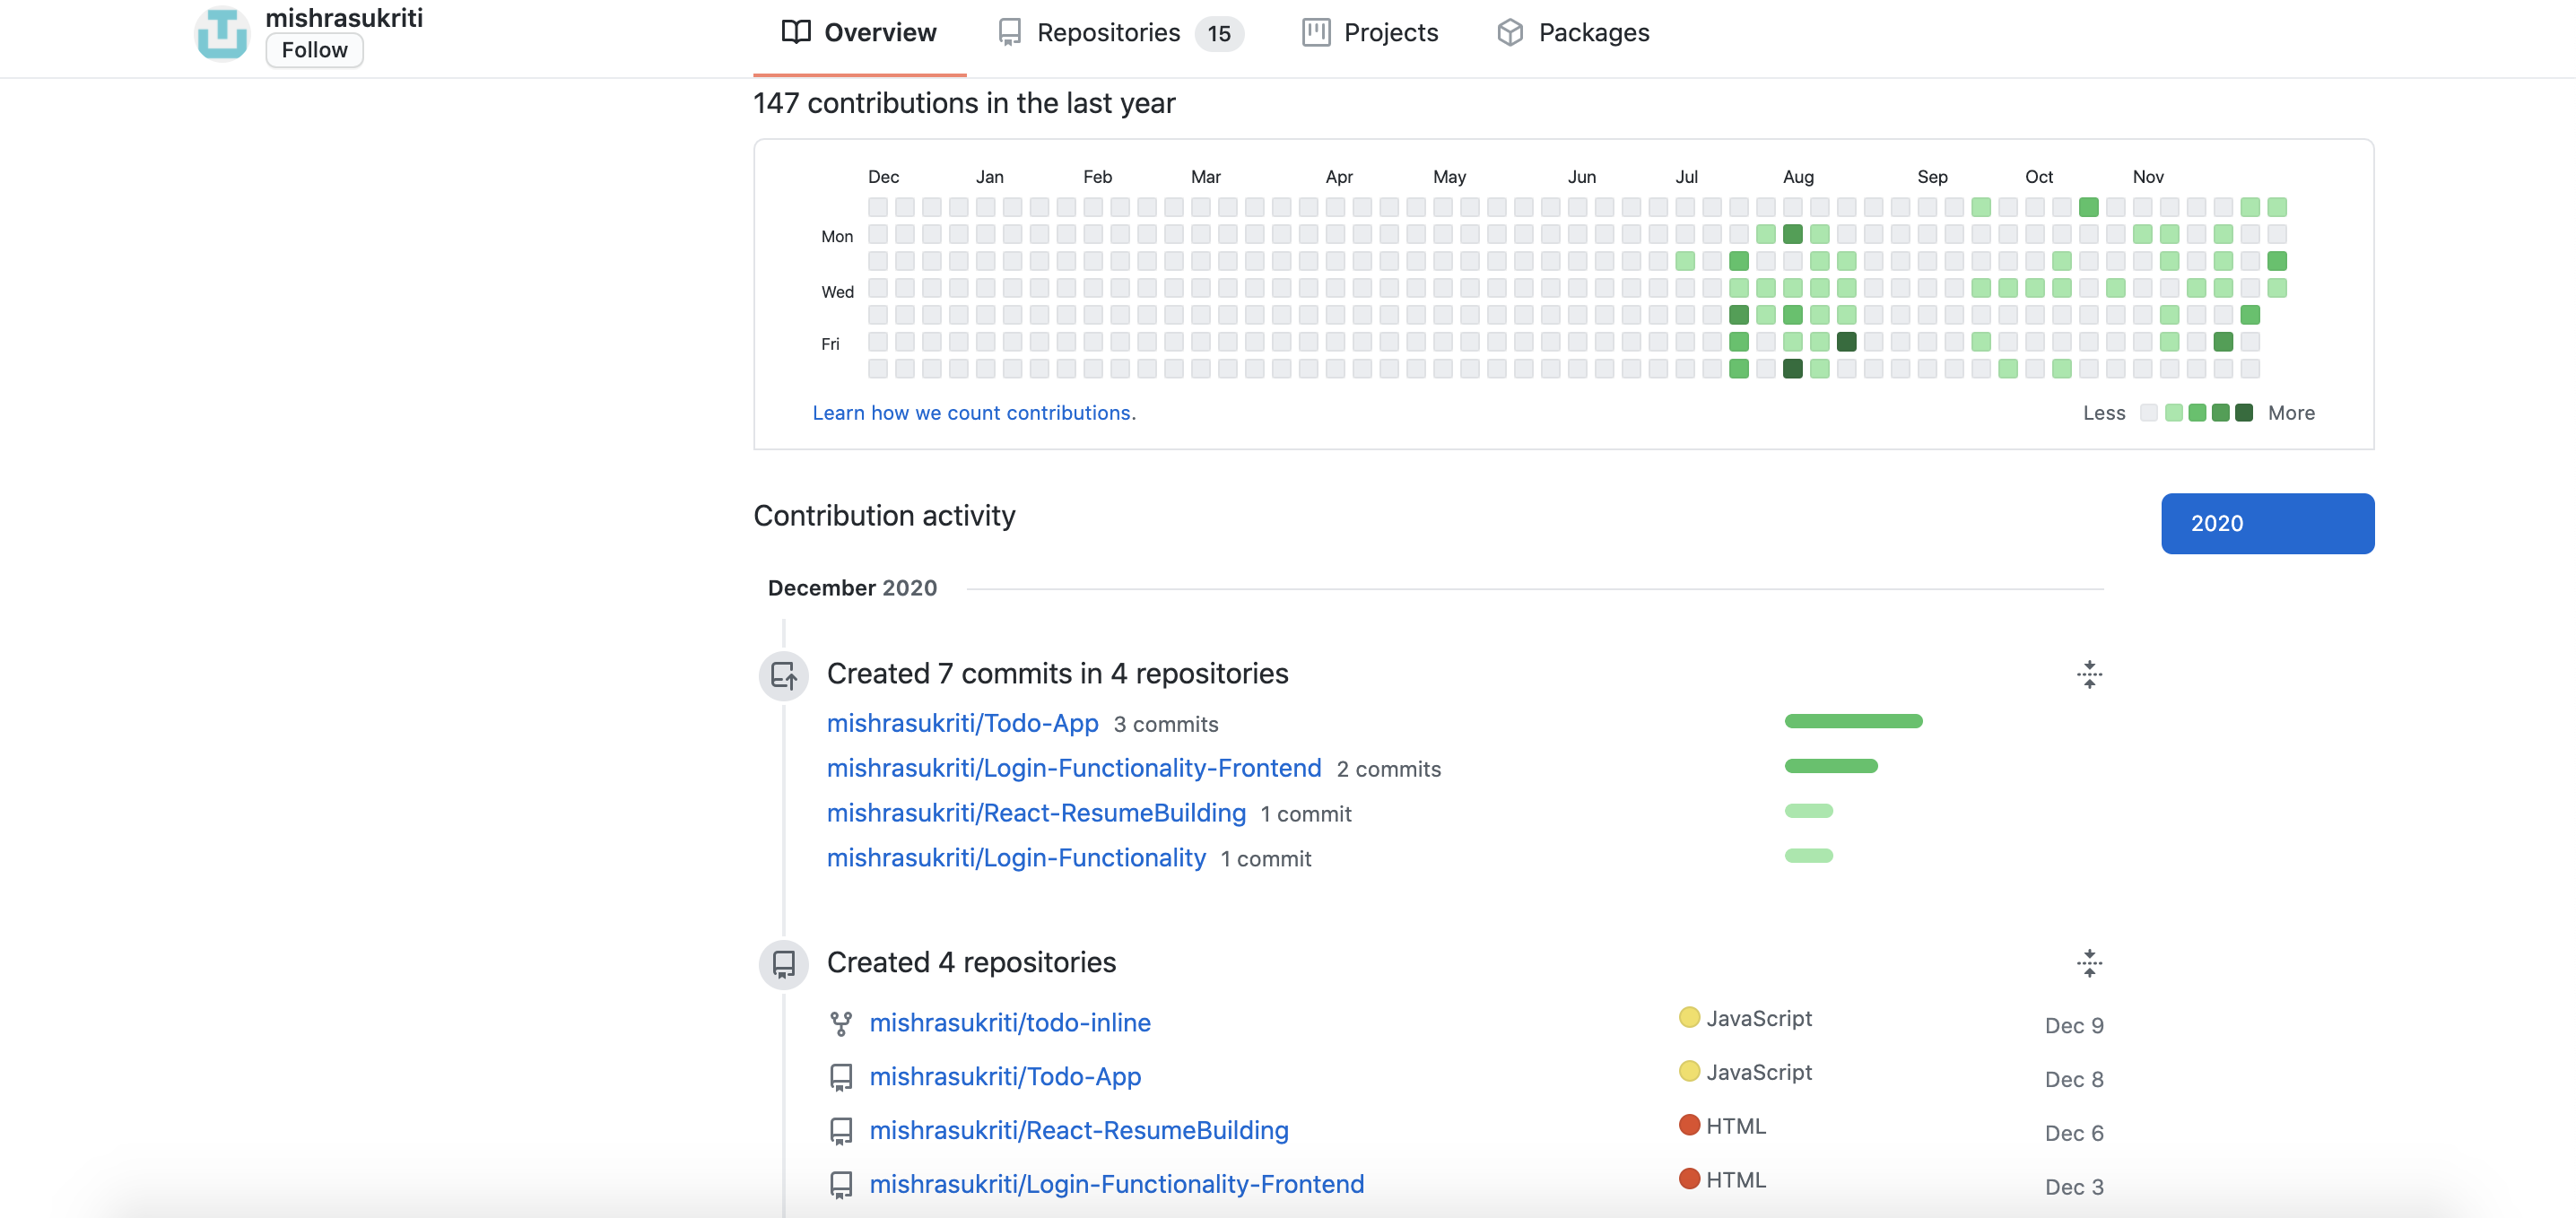 mishrasukriti
Follow
Overview Repositories 15 Projects Packages
147 contributions in the last year
Dec Jan Feb Mar Apr May Jun Jul Aug Sep Oct Nov
Mon
Wed
Fri
Learn how we count contributions.
Less More
Contribution activity
2020
December 2020
Created 7 commits in 4 repositories
mishrasukriti/Todo-App 3 commits
mishrasukriti/Login-Functionality-Frontend 2 commits
mishrasukriti/React-ResumeBuilding 1 commit
mishrasukriti/Login-Functionality 1 commit
Created 4 repositories
mishrasukriti/todo-inline JavaScript Dec 9
mishrasukriti/Todo-App JavaScript Dec 8
mishrasukriti/React-ResumeBuilding HTML Dec 6
mishrasukriti/Login-Functionality-Frontend HTML Dec 3